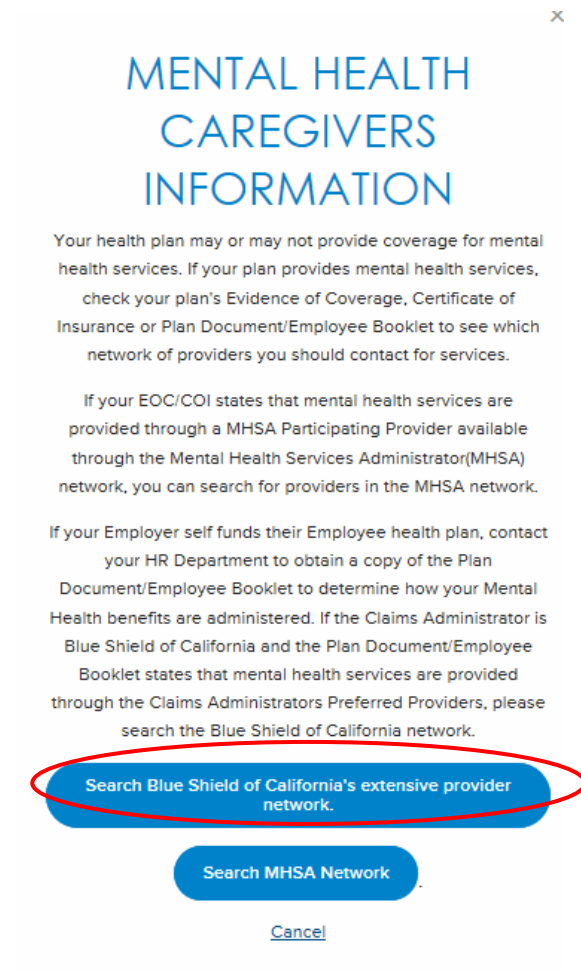 ×
MENTAL HEALTH
CAREGIVERS
INFORMATION
Your health plan may or may not provide coverage for mental
health services. If your plan provides mental health services,
check your plan's Evidence of Coverage, Certificate of
Insurance or Plan Document/Employee Booklet to see which
network of providers you should contact for services.
If your EOC/COI states that mental health services are
provided through a MHSA Participating Provider available
through the Mental Health Services Administrator(MHSA)
network, you can search for providers in the MHSA network.
If your Employer self funds their Employee health plan, contact
your HR Department to obtain a copy of the Plan
Document/Employee Booklet to determine how your Mental
Health benefits are administered. If the Claims Administrator is
Blue Shield of California and the Plan Document/Employee
Booklet states that mental health services are provided
through the Claims Administrators Preferred Providers, please
search the Blue Shield of California network.
Search Blue Shield of California's extensive provider
network.
Search MHSA Network
.
Cancel